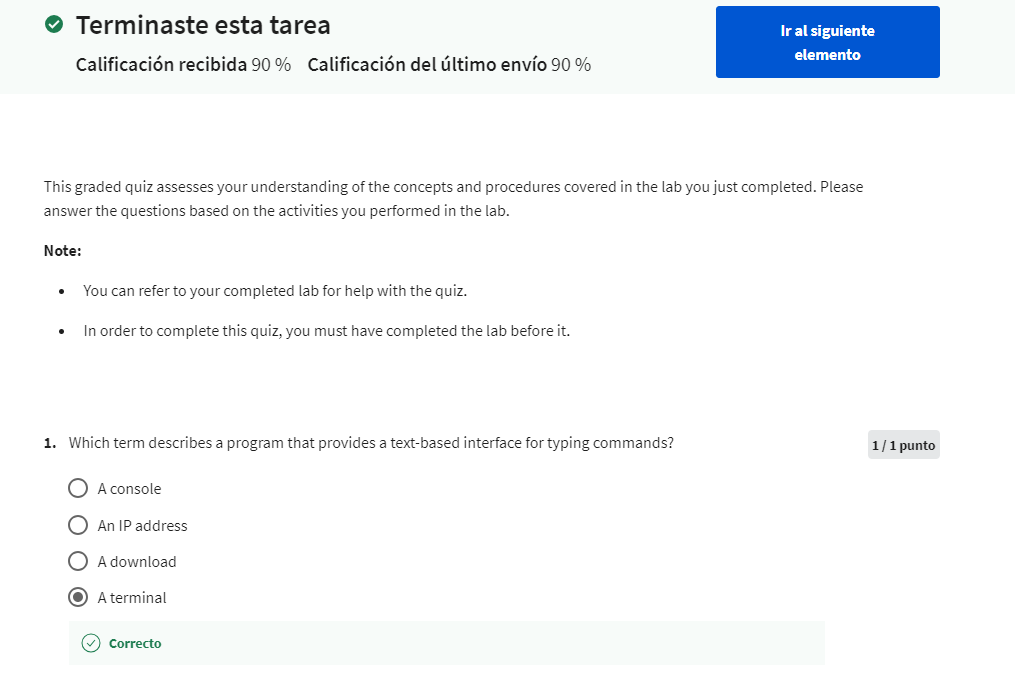 Terminaste esta tarea
Calificación recibida 90 % Calificación del último envío 90 %
Ir al siguiente
elemento
This graded quiz assesses your understanding of the concepts and procedures covered in the lab you just completed. Please
answer the questions based on the activities you performed in the lab.
Note:
• You can refer to your completed lab for help with the quiz.
• In order to complete this quiz, you must have completed the lab before it.
1. Which term describes a program that provides a text-based interface for typing commands?
1 / 1 punto
A console
An IP address
A download
A terminal
Correcto